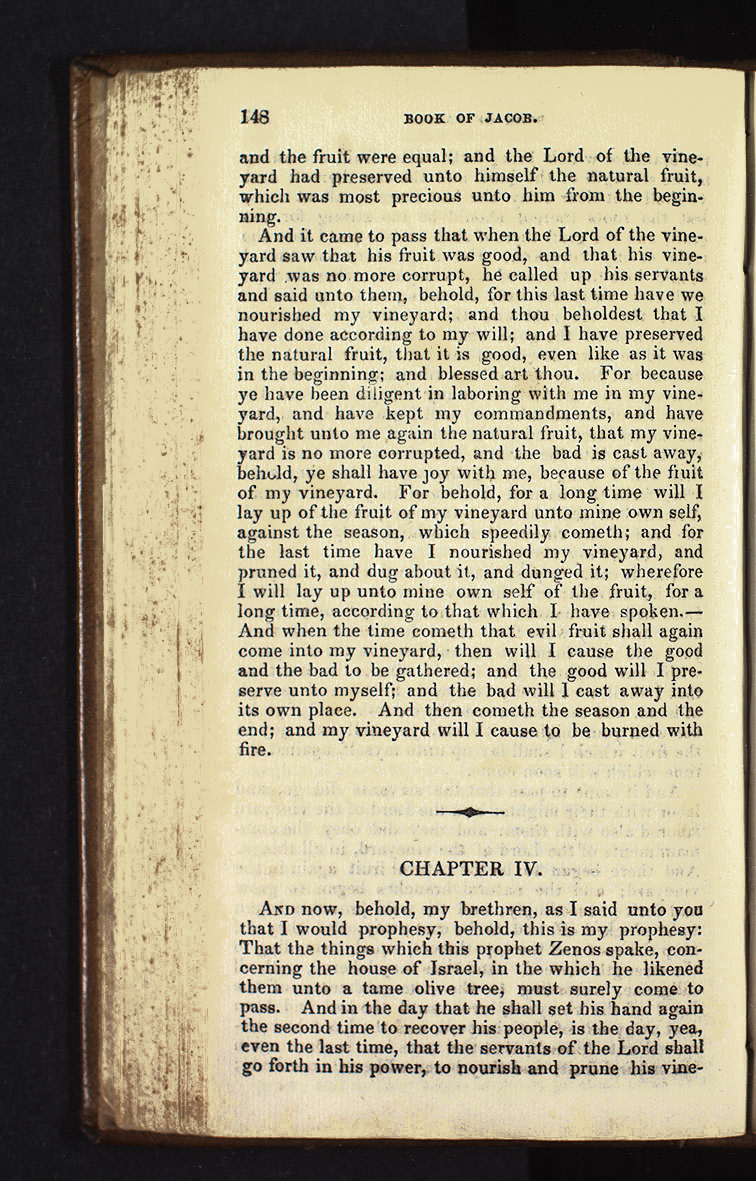 148 BOOK OF JACOB.
and the fruit were equal; and the Lord of the vine-
yard had preserved unto himself the natural fruit,
which was most precious unto him from the begin-
ning.
And it came to pass that when the Lord of the vine-
yard saw that his fruit was good, and that his vine-
yard was no more corrupt, he called up his servants
and said unto them, behold, for this last time have we
nourished my vineyard; and thou beholdest that I
have done according to my will; and I have preserved
the natural fruit, that it is good, even like as it was
in the beginning; and blessed art thou. For because
ye have been diligent in laboring with me in my vine-
yard, and have kept my commandments, and have
brought unto me again the natural fruit, that my vine-
yard is no more corrupted, and the bad is cast away,
behold, ye shall have joy with me, because of the fruit
of my vineyard. For behold, for a long time will I
lay up of the fruit of my vineyard unto mine own self,
against the season, which speedily cometh; and for
the last time have I nourished my vineyard, and
pruned it, and dug about it, and dunged it; wherefore
I will lay up unto mine own self of the fruit, for a
long time, according to that which I have spoken.—
And when the time cometh that evil fruit shall again
come into my vineyard, then will I cause the good
and the bad to be gathered; and the good will I pre-
serve unto myself; and the bad will I cast away into
its own place. And then cometh the season and the
end; and my vineyard will I cause to be burned with
fire.
CHAPTER IV.
AND now, behold, my brethren, as I said unto you
that I would prophesy, behold, this is my prophesy:
That the things which this prophet Zenos spake, con-
cerning the house of Israel, in the which he likened
them unto a tame olive tree, must surely come to
pass. And in the day that he shall set his hand again
the second time to recover his people, is the day, yea,
even the last time, that the servants of the Lord shall
go forth in his power, to nourish and prune his vine-